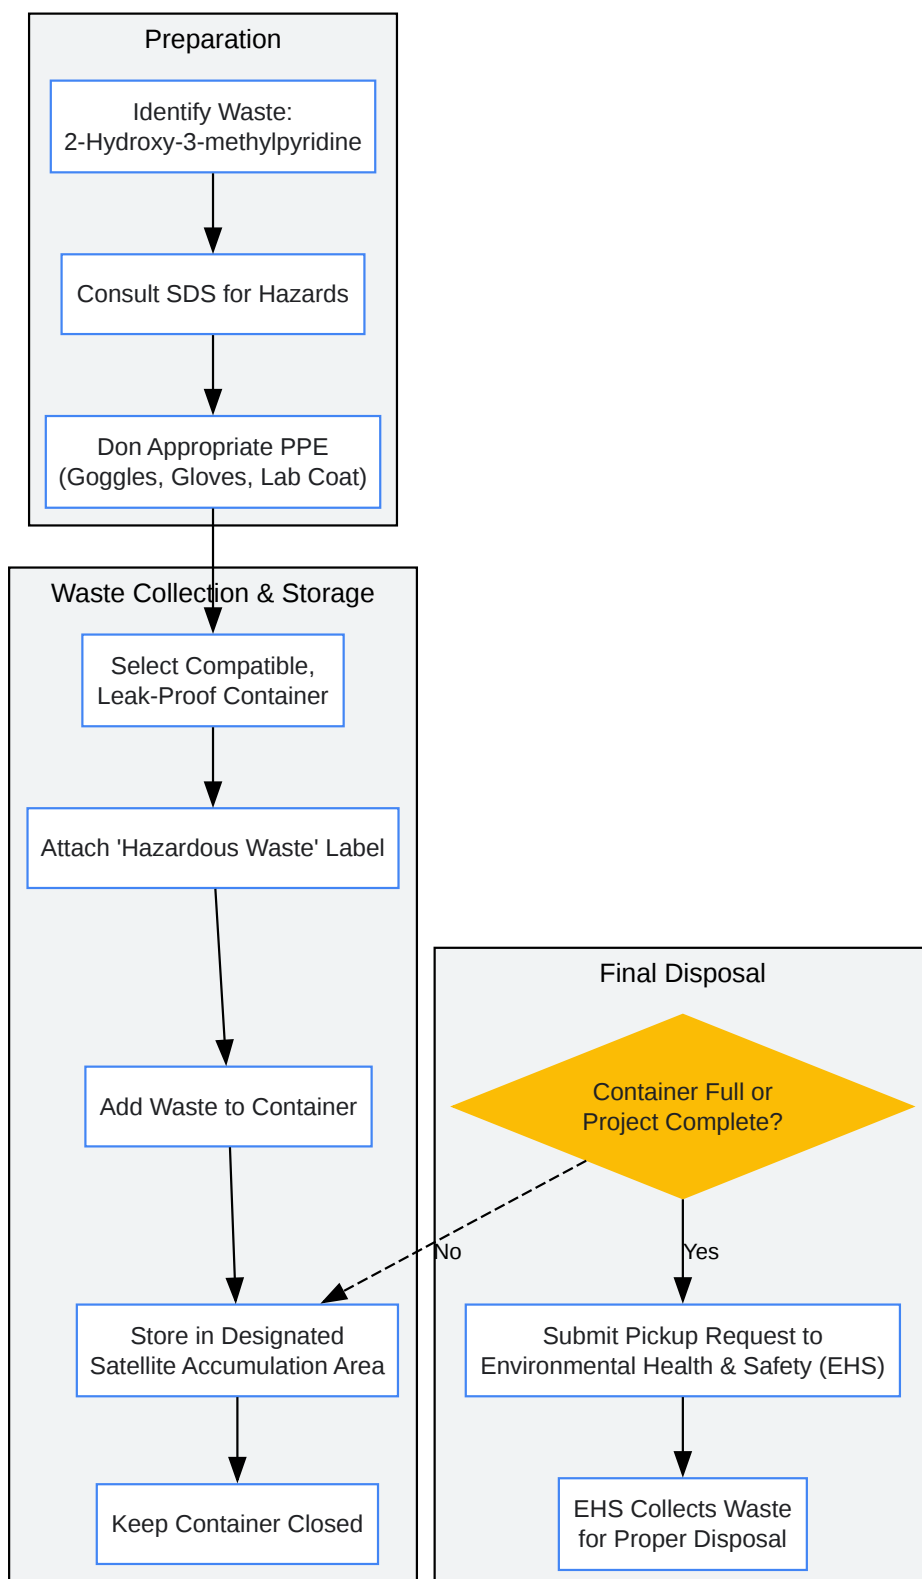 Preparation
Identify Waste:
2-Hydroxy-3-methylpyridine
Consult SDS for Hazards
Don Appropriate PPE
(Goggles, Gloves, Lab Coat)
Waste Collection & Storage
Select Compatible,
Leak-Proof Container
Attach 'Hazardous Waste' Label
Add Waste to Container
Store in Designated
Satellite Accumulation Area
Keep Container Closed
Final Disposal
Container Full or
Project Complete?
No
Yes
Submit Pickup Request to
Environmental Health & Safety (EHS)
EHS Collects Waste
for Proper Disposal